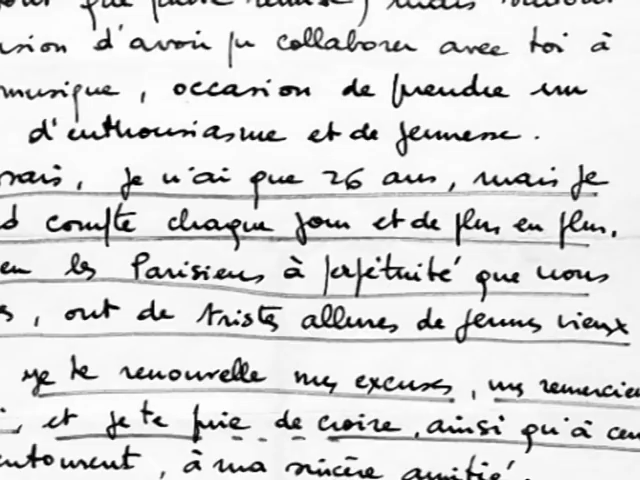 d'avoir pu collaborer avec toi à
musique, occasion de prendre un
d'enthousiasme et de jeunesse.
je n'ai que 26 ans, mais je
compte chaque jour et de plus en plus,
les Parisiens à perpétuité que nous
, ont de tristes allures de jeunes vieux
je te renouvelle mes excuses, mes remercie
, et je te prie de croire, ainsi qu'à ceux
entourent, à ma sincère amitié.